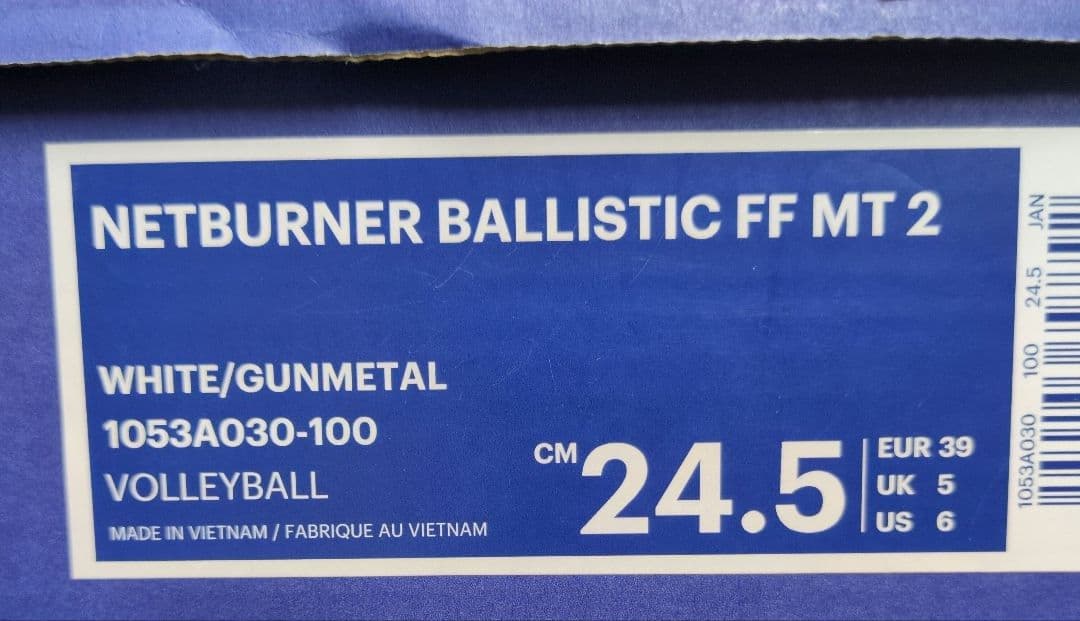 NETBURNER BALLISTIC FF MT 2
WHITE/GUNMETAL
1053A030-100
VOLLEYBALL
MADE IN VIETNAM / FABRIQUE AU VIETNAM
CM 24.5
EUR 39
UK 5
US 6
1053A030 100 24.5 JAN